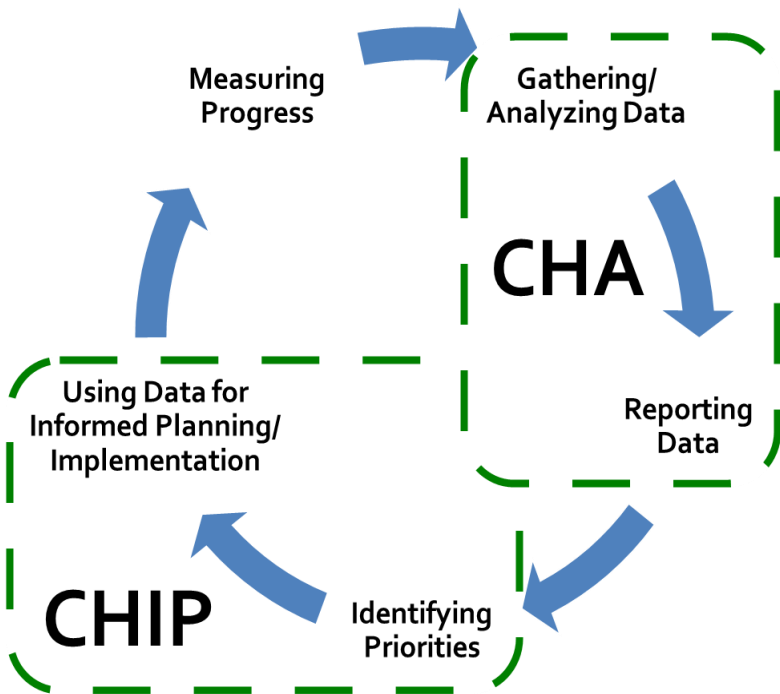 Measuring
Progress
Gathering/
Analyzing Data
CHA
Reporting
Data
Using Data for
Informed Planning/
Implementation
CHIP
Identifying
Priorities